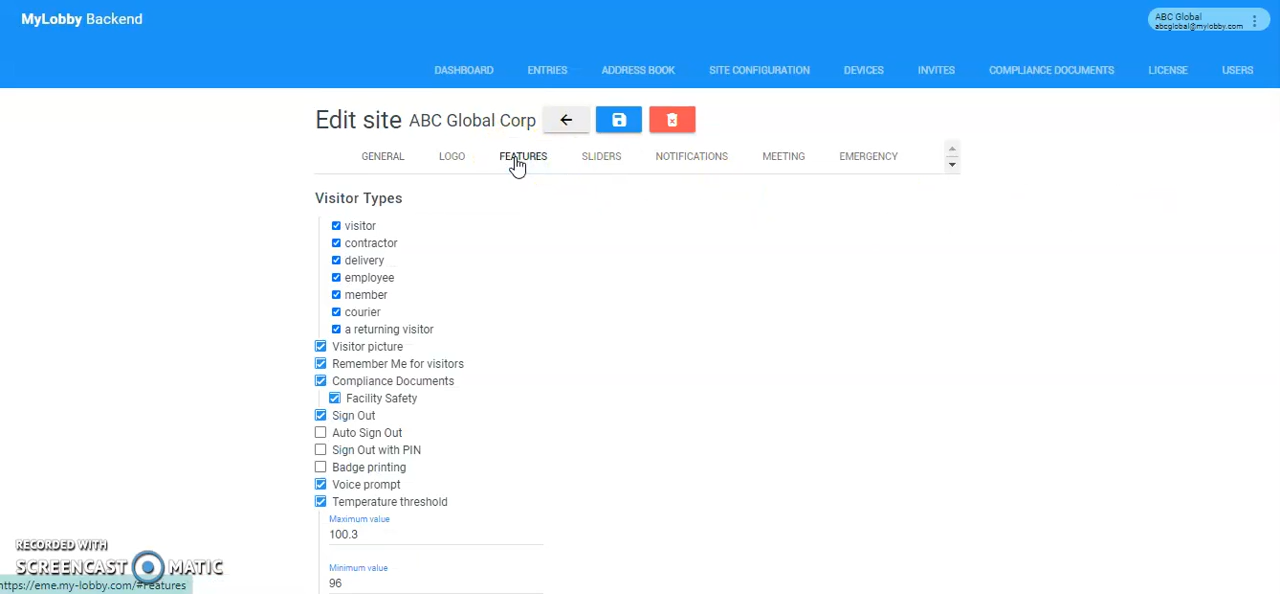 MyLobby Backend
ABC Global
abcglobal@mylobby.com
DASHBOARD ENTRIES ADDRESS BOOK SITE CONFIGURATION DEVICES INVITES COMPLIANCE DOCUMENTS LICENSE USERS
Edit site ABC Global Corp
GENERAL LOGO FEATURES SLIDERS NOTIFICATIONS MEETING EMERGENCY
Visitor Types
visitor
contractor
delivery
employee
member
courier
a returning visitor
Visitor picture
Remember Me for visitors
Compliance Documents
Facility Safety
Sign Out
Auto Sign Out
Sign Out with PIN
Badge printing
Voice prompt
Temperature threshold
Maximum value
100.3
Minimum value
96
RECORDED WITH
SCREENCAST MATIC
https://eme.my-lobby.com/#Features